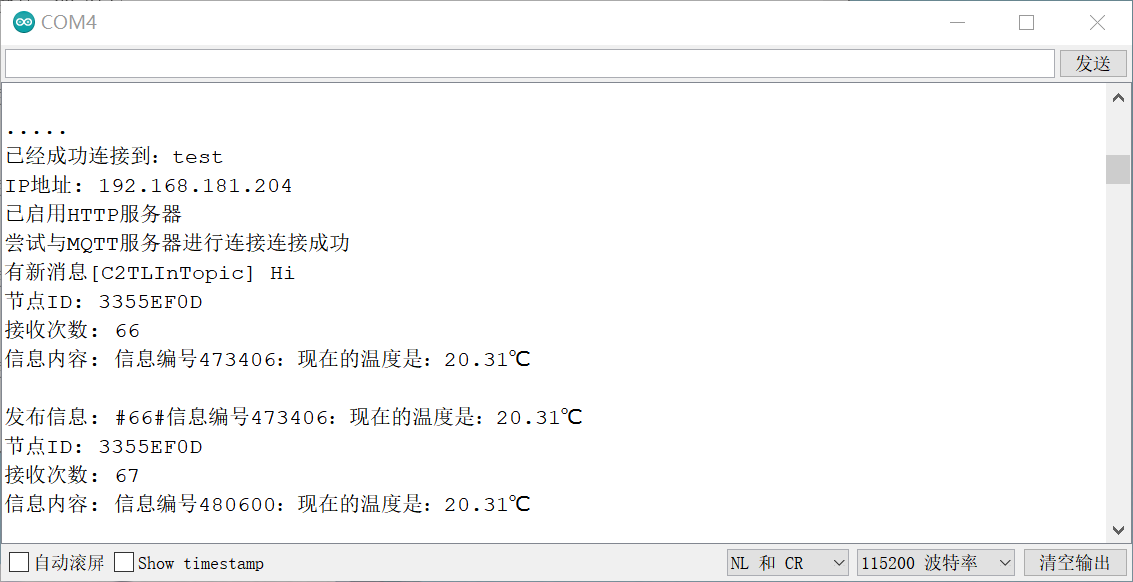 COM4
发送
.....
已经成功连接到：test
IP地址: 192.168.181.204
已启用HTTP服务器
尝试与MQTT服务器进行连接连接成功
有新消息[C2TLInTopic] Hi
节点ID: 3355EF0D
接收次数: 66
信息内容: 信息编号473406：现在的温度是：20.31℃
发布信息: #66#信息编号473406：现在的温度是：20.31℃
节点ID: 3355EF0D
接收次数: 67
信息内容: 信息编号480600：现在的温度是：20.31℃
自动滚屏 Show timestamp NL 和 CR 115200 波特率 清空输出